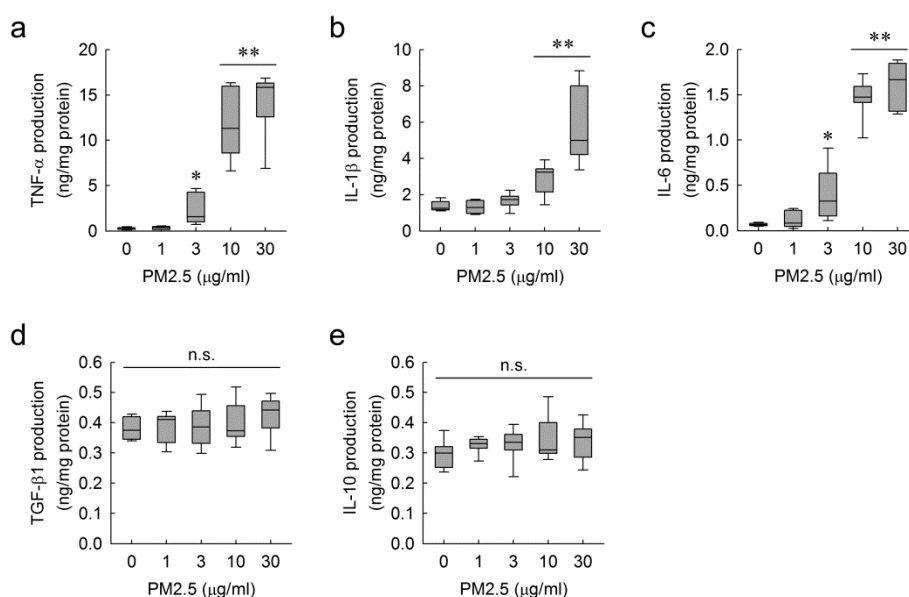 a
TNF-α production
(ng/mg protein)
20
15
10
5
0
*
**
0 1 3 10 30
PM2.5 (μg/ml)
b
IL-1β production
(ng/mg protein)
10
8
6
4
2
0
**
0 1 3 10 30
PM2.5 (μg/ml)
c
IL-6 production
(ng/mg protein)
2.0
1.5
1.0
0.5
0.0
*
**
0 1 3 10 30
PM2.5 (μg/ml)
d
TGF-β1 production
(ng/mg protein)
n.s.
0.6
0.5
0.4
0.3
0.2
0.1
0.0
0 1 3 10 30
PM2.5 (μg/ml)
e
IL-10 production
(ng/mg protein)
n.s.
0.6
0.5
0.4
0.3
0.2
0.1
0.0
0 1 3 10 30
PM2.5 (μg/ml)